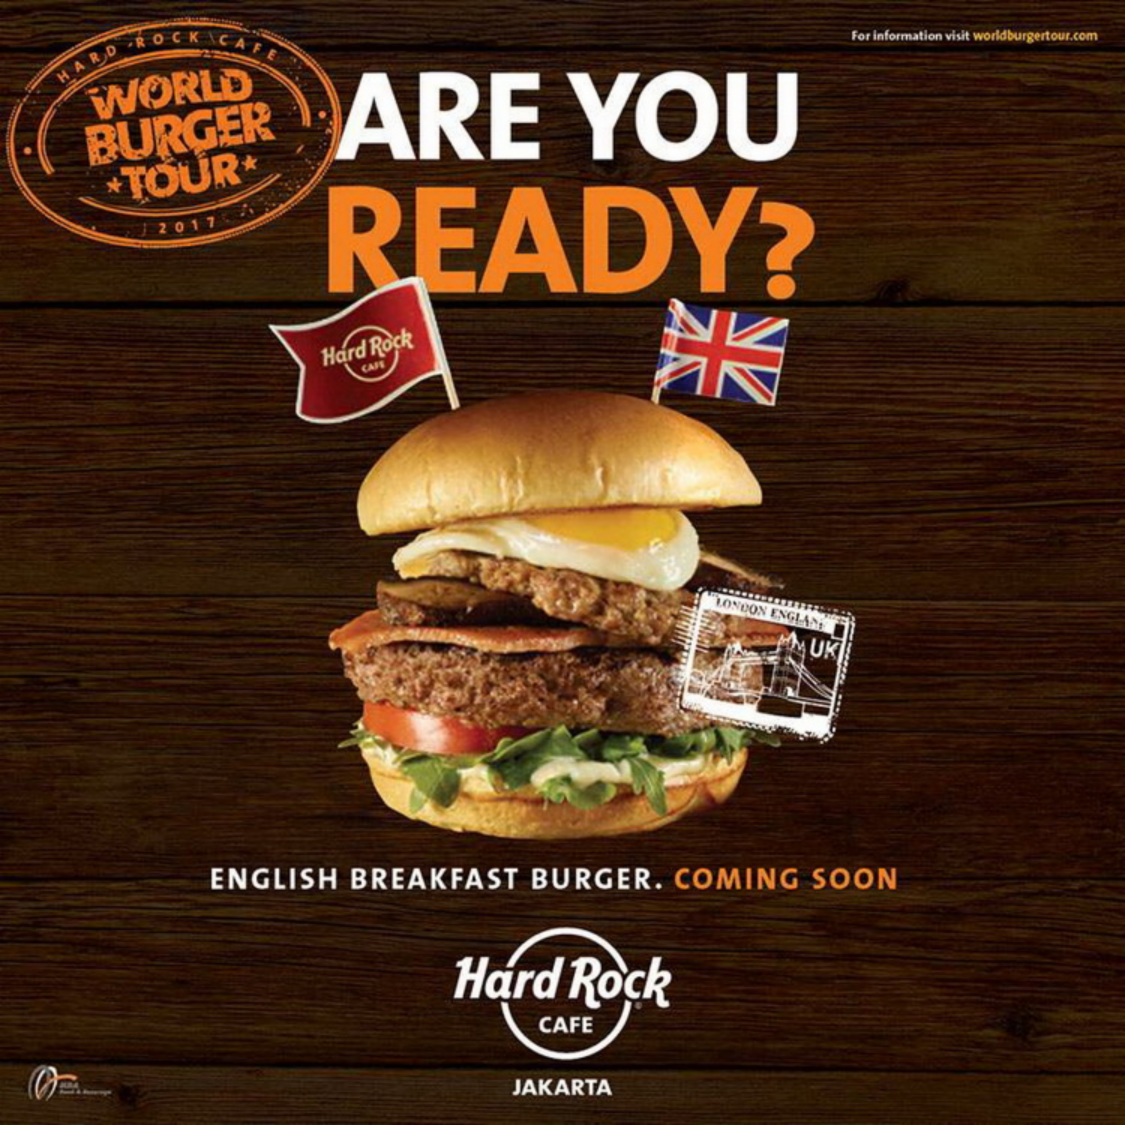 HARD ROCK CAFE
WORLD
BURGER
TOUR
2017
For information visit worldburgertour.com
ARE YOU
READY?
Hard Rock
CAFE
LONDON ENGLAND
UK
ENGLISH BREAKFAST BURGER. COMING SOON
Hard Rock
CAFE
JAKARTA